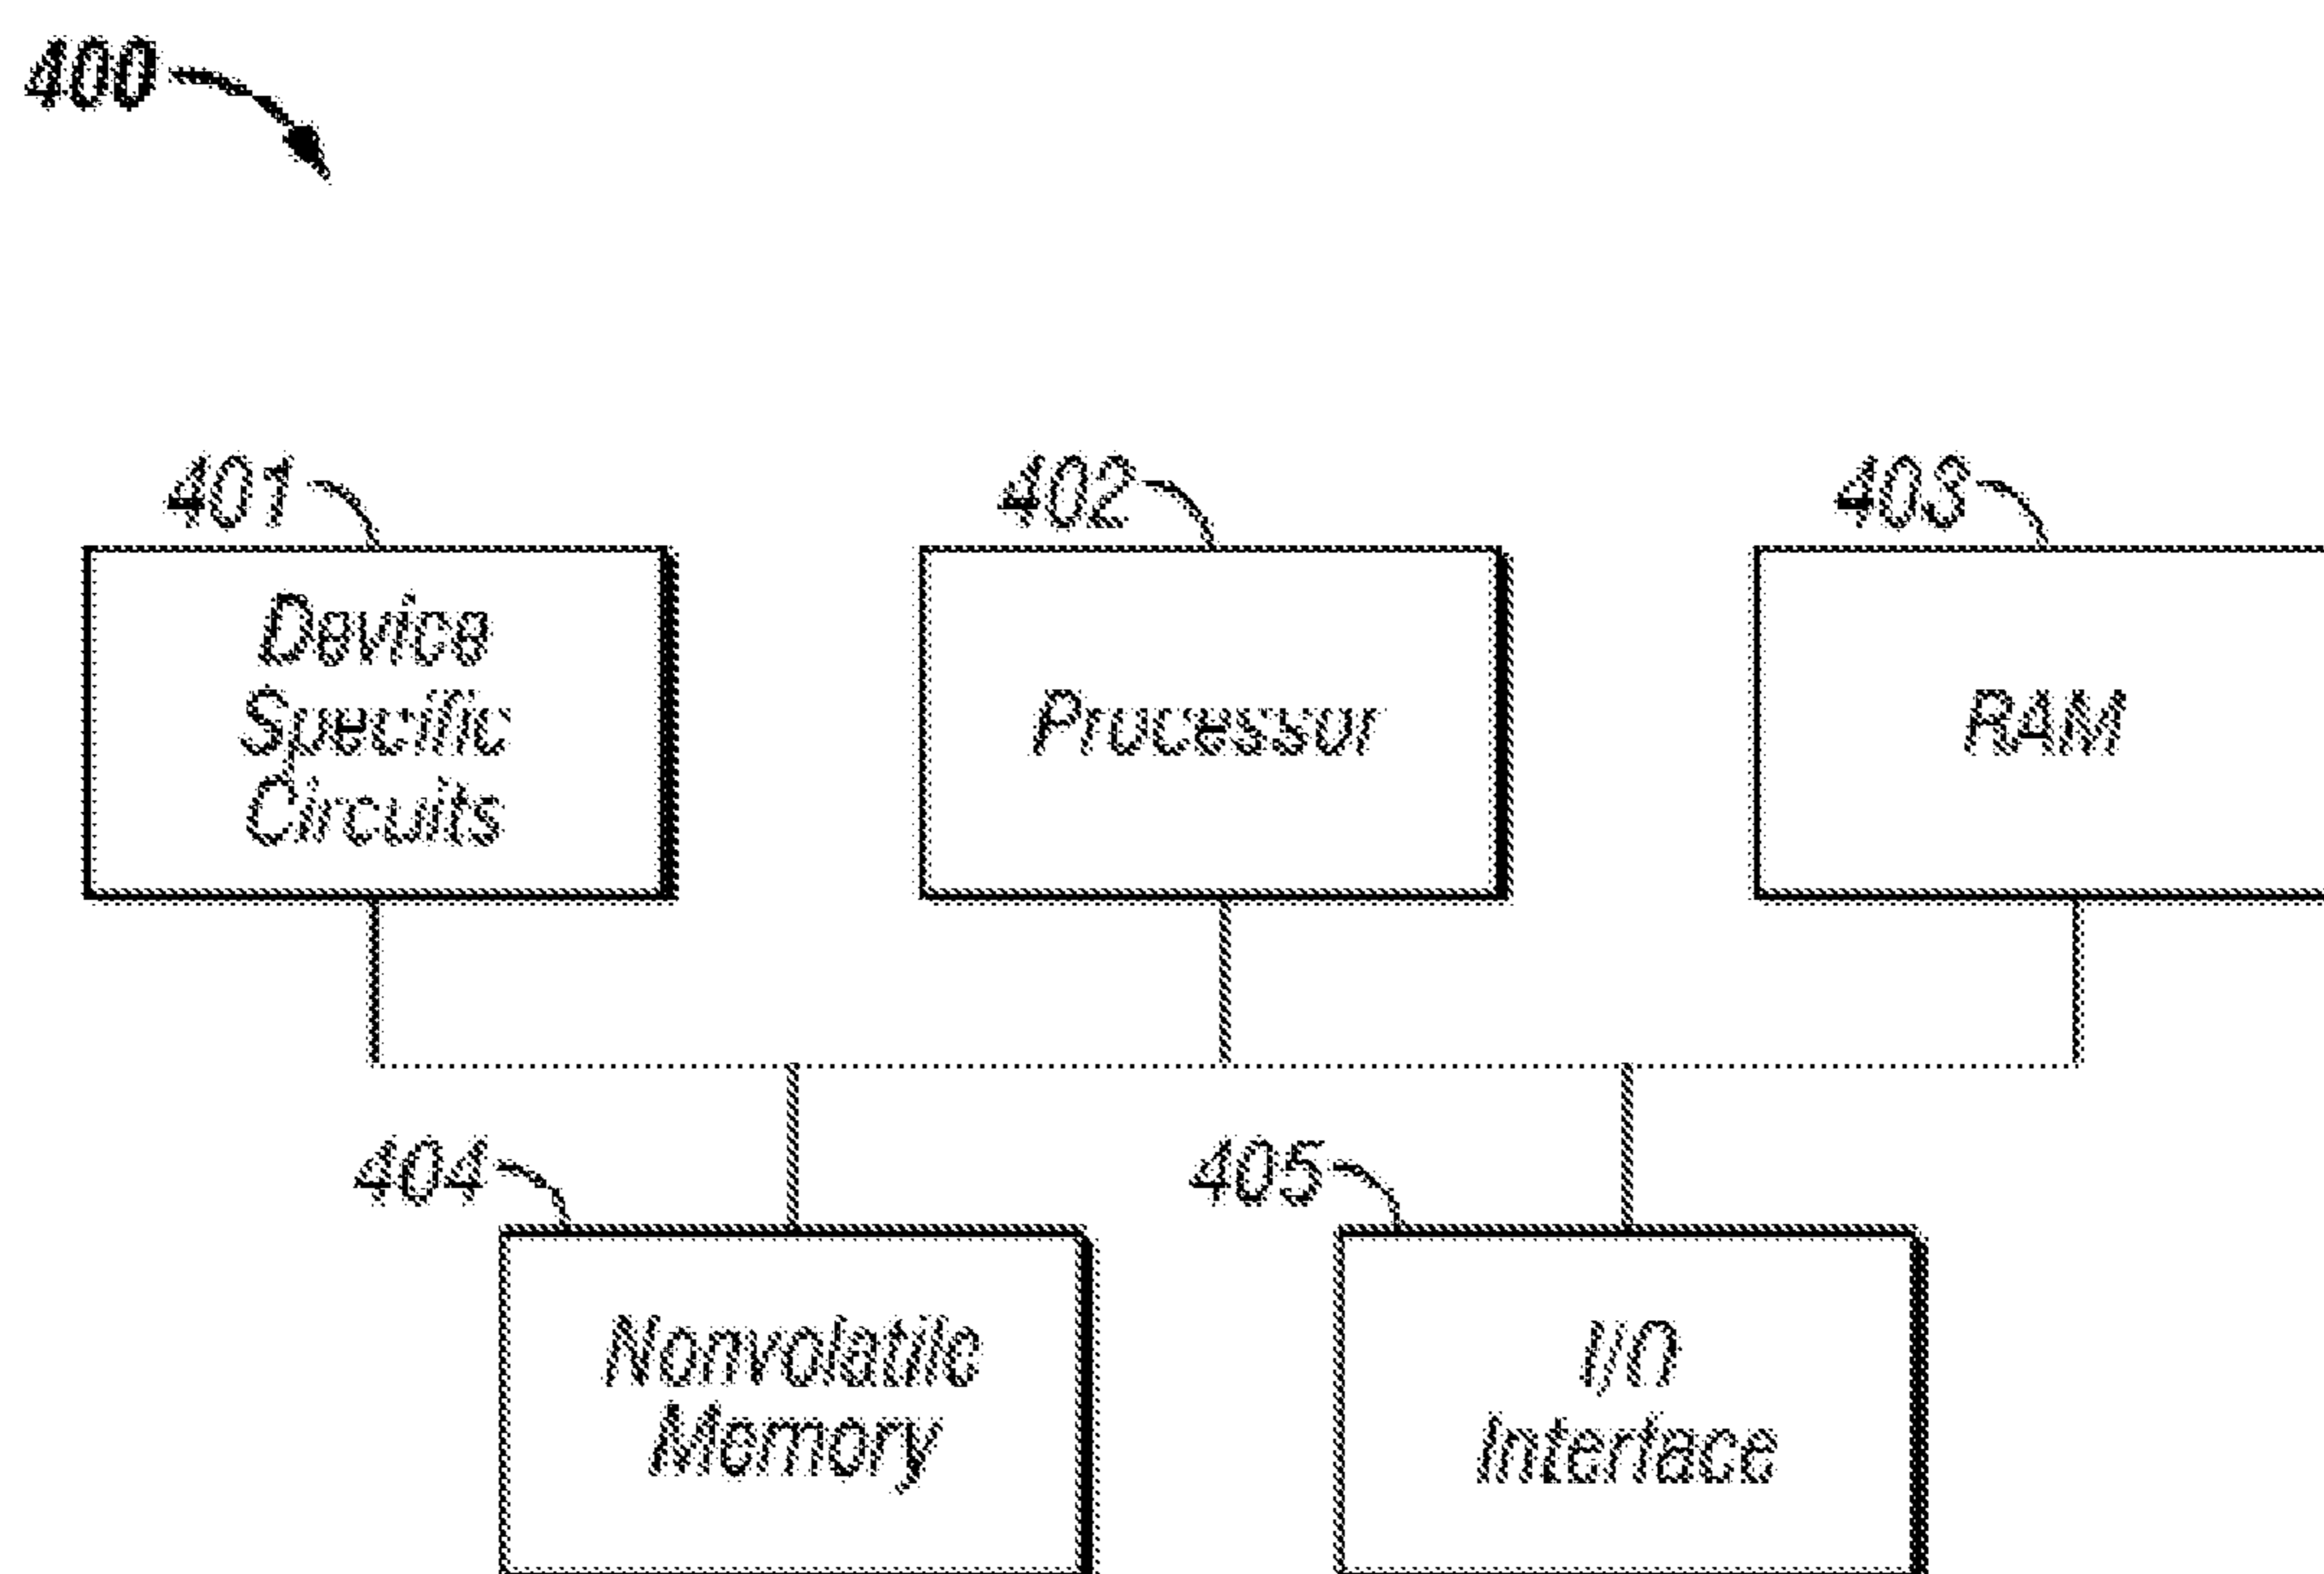 400
401
402
403
Device
Specific
Circuits
Processor
RAM
404
405
Nonvolatile
Memory
I/O
Interface